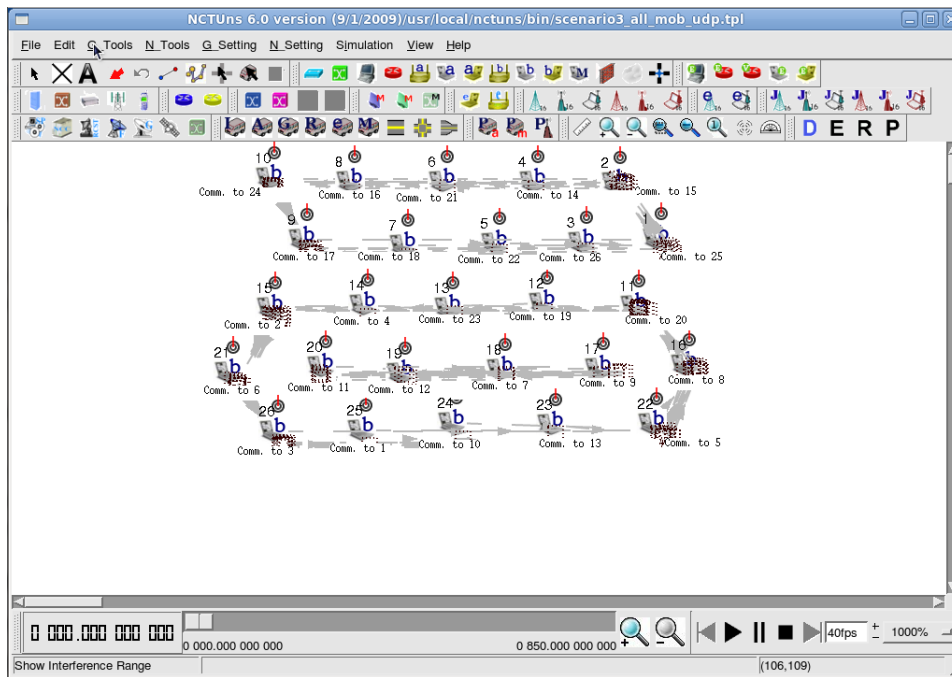 NCTUns 6.0 version (9/1/2009)/usr/local/nctuns/bin/scenario3_all_mob_udp.tpl
File Edit G_Tools N_Tools G_Setting N_Setting Simulation View Help
D E R P
10 8 6 4 2
b b b b
Comm. to 24 Comm. to 16 Comm. to 21 Comm. to 14 Comm. to 15
9 7 5 3 1
b b b b b
Comm. to 17 Comm. to 18 Comm. to 22 Comm. to 26 Comm. to 25
15 14 13 12 11
b b b b b
Comm. to 2 Comm. to 4 Comm. to 23 Comm. to 19 Comm. to 20
21 20 19 18 17 16
b b b b b b
Comm. to 6 Comm. to 11 Comm. to 12 Comm. to 7 Comm. to 9 Comm. to 8
26 25 24 23 22
b b b b b
Comm. to 3 Comm. to 1 Comm. to 10 Comm. to 13 Comm. to 5
0 000.000 000 000
0 000.000 000 000 0 850.000 000 000
40fps + - 1000%
Show Interference Range (106,109)